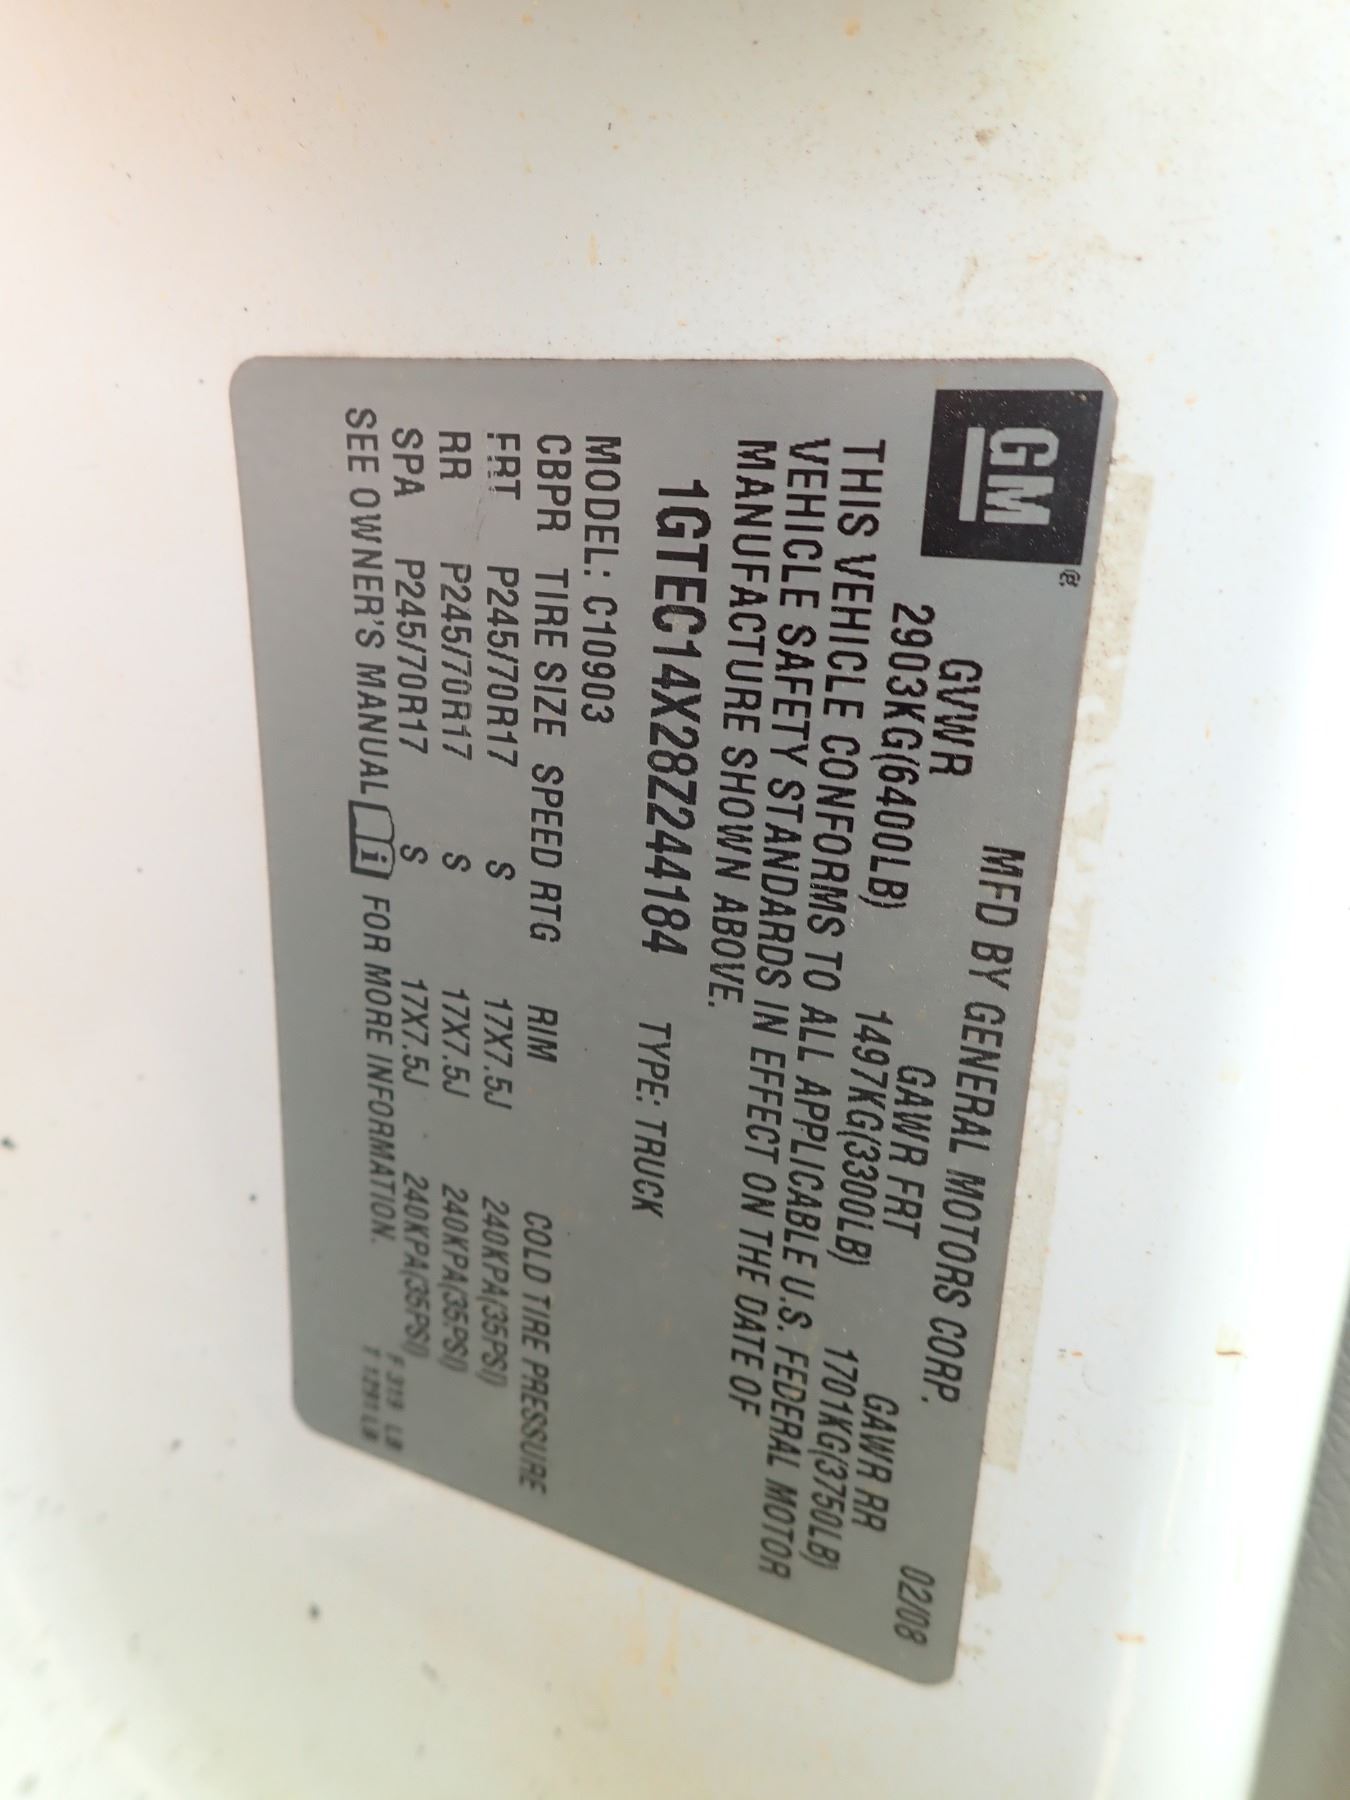 GM
MFD BY GENERAL MOTORS CORP. 02/08
GVWR GAWR FRT GAWR RR
2903KG(6400LB) 1497KG(3300LB) 1701KG(3750LB)
THIS VEHICLE CONFORMS TO ALL APPLICABLE U.S. FEDERAL MOTOR
VEHICLE SAFETY STANDARDS IN EFFECT ON THE DATE OF
MANUFACTURE SHOWN ABOVE.
1GTEC14X28Z244184 TYPE: TRUCK
MODEL: C10903
CBPR TIRE SIZE SPEED RTG RIM COLD TIRE PRESSURE
FRT P245/70R17 S 17X7.5J 240KPA(35PSI)
RR P245/70R17 S 17X7.5J 240KPA(35PSI)
SPA P245/70R17 S 17X7.5J 240KPA(35PSI)
SEE OWNER'S MANUAL i FOR MORE INFORMATION.
F 319 LB
T 1291 LB